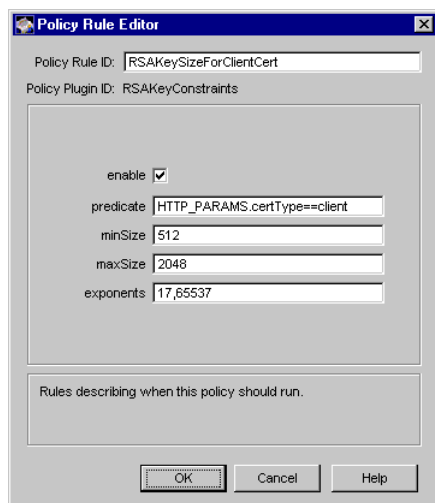 Policy Rule Editor
Policy Rule ID: RSAKeySizeForClientCert
Policy Plugin ID: RSAKeyConstraints
enable
predicate HTTP_PARAMS.certType==client
minSize 512
maxSize 2048
exponents 17,65537
Rules describing when this policy should run.
OK Cancel Help